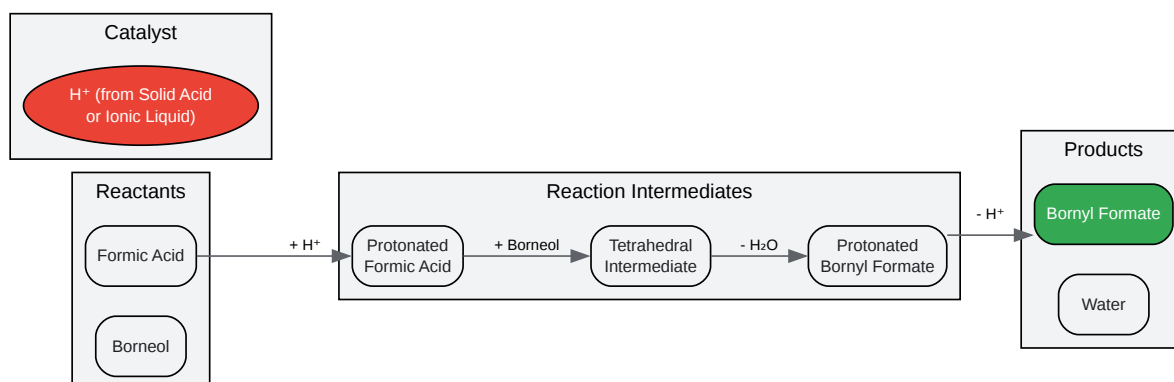 Catalyst
H⁺ (from Solid Acid
or Ionic Liquid)
Reactants
Formic Acid
Borneol
+ H⁺
Reaction Intermediates
Protonated
Formic Acid
+ Borneol
Tetrahedral
Intermediate
- H₂O
Protonated
Bornyl Formate
- H⁺
Products
Bornyl Formate
Water